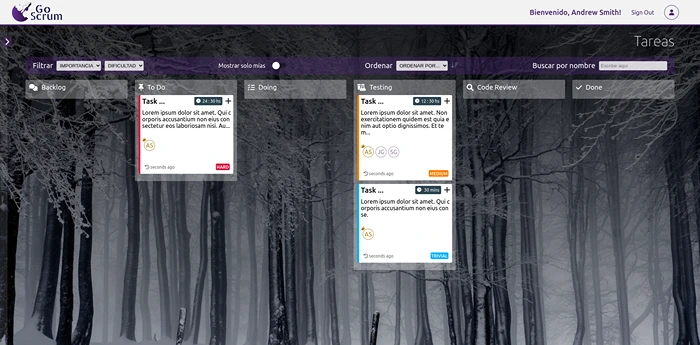 Go
Scrum
Bienvenido, Andrew Smith!
Sign Out
Tareas
Filtrar
IMPORTANCIA
DIFICULTAD
Mostrar solo mias
Ordenar
ORDENAR POR...
Buscar por nombre
Escribe aquí
Backlog
To Do
Doing
Testing
Code Review
Done
Task ...
24:30 hs
+
Lorem ipsum dolor sit amet. Qui c
orporis accusantium non eius con
sectetur eos laboriosam nisi. Au...
AS
seconds ago
HARD
Task ...
12:30 hs
+
Lorem ipsum dolor sit amet. Non
exercitationem quidem est quia e
nim aut optio dignissimos. Et te
m...
AS JG SG
seconds ago
MEDIUM
Task ...
30 mins
+
Lorem ipsum dolor sit amet. Qui c
orporis accusantium non eius con
se.
AS
seconds ago
TRIVIAL